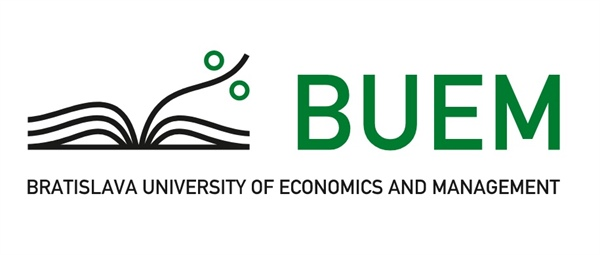 BUEM
BRATISLAVA UNIVERSITY OF ECONOMICS AND MANAGEMENT